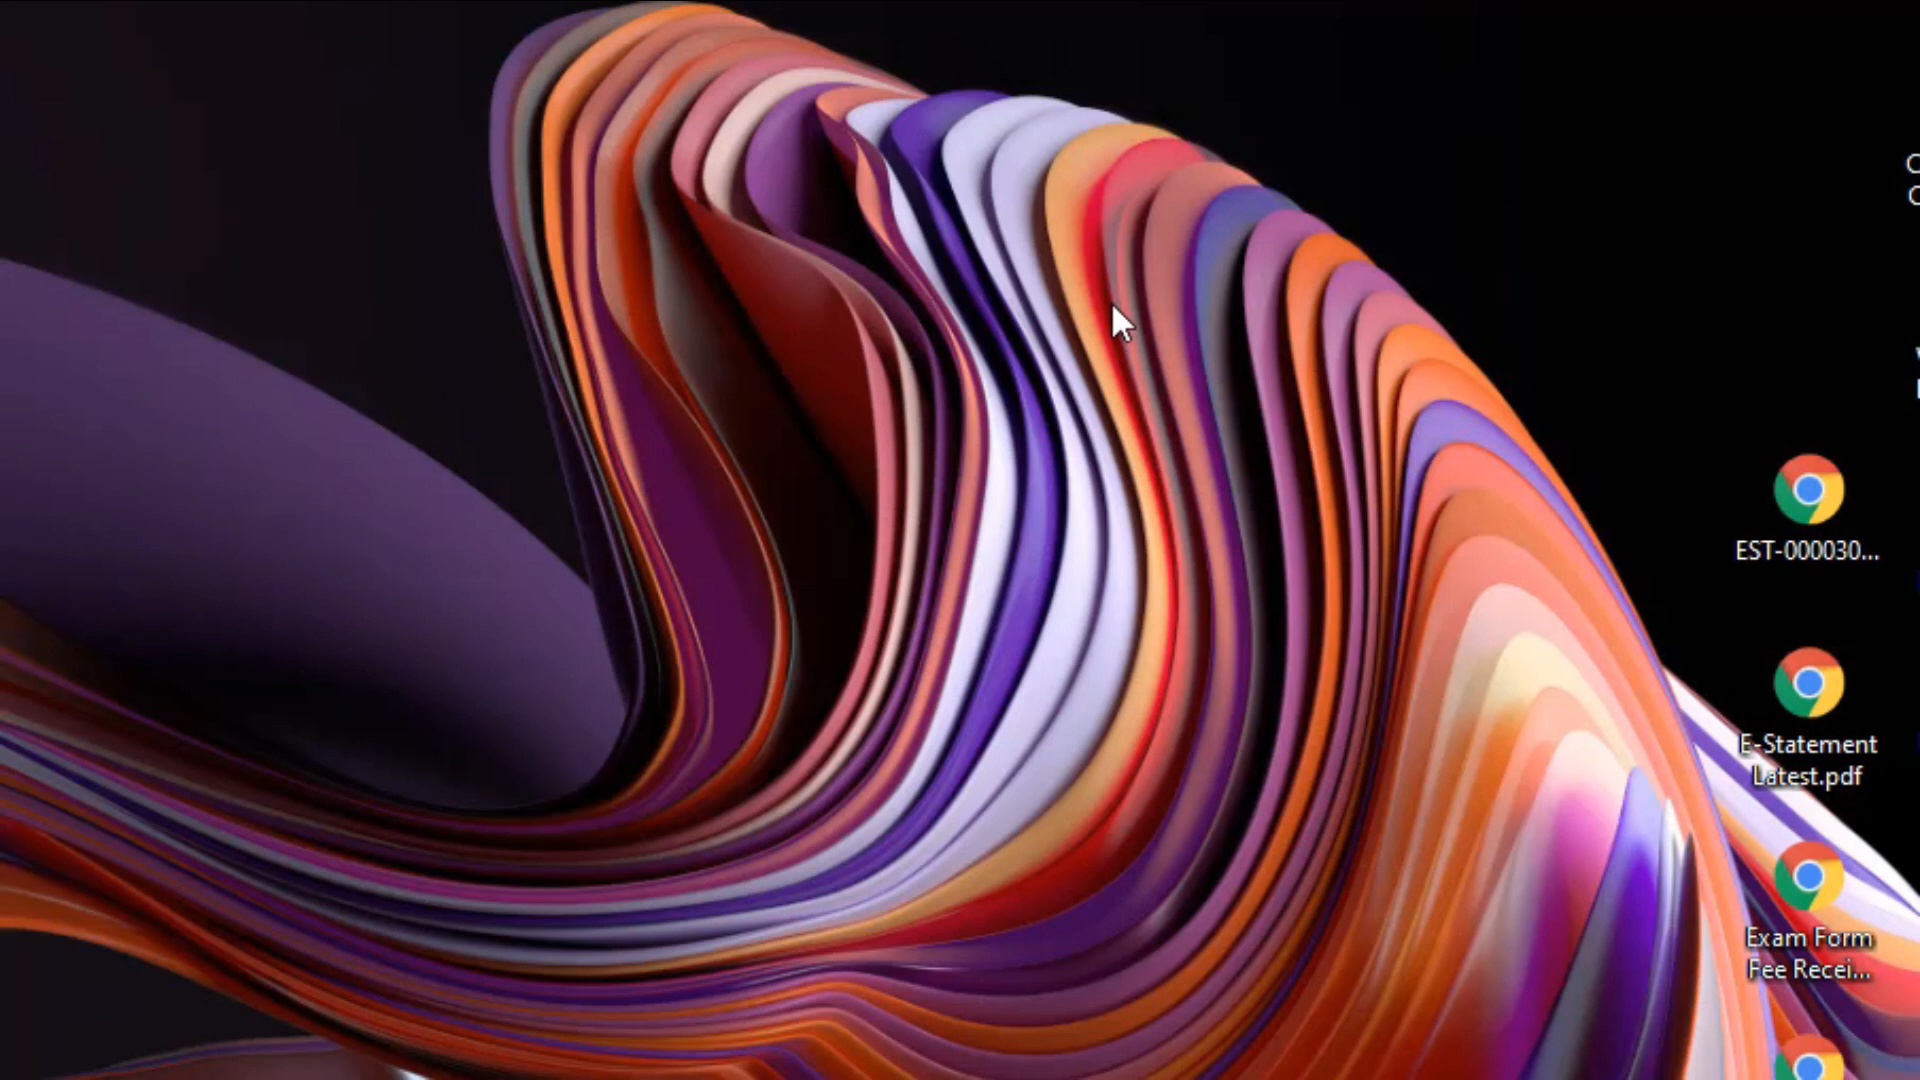 EST-000030...
E-Statement
Latest.pdf
Exam Form
Fee Recei...